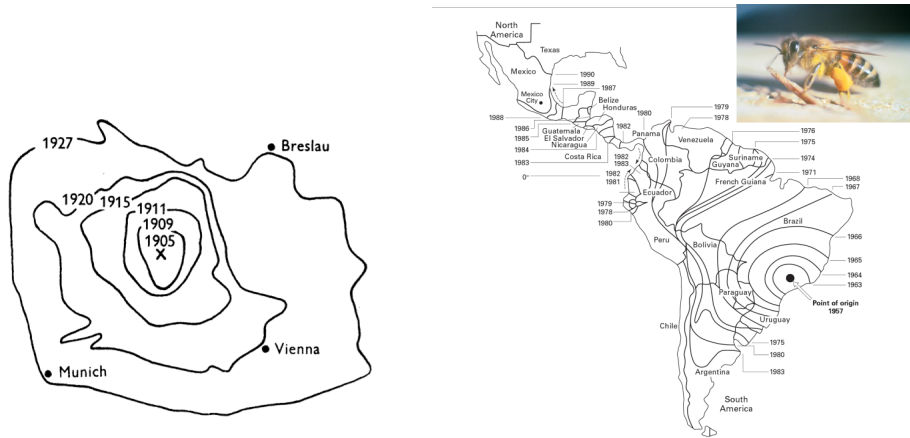 1927
Breslau
1920
1915
1911
1909
1905
Vienna
Munich
North
America
Texas
Mexico
1990
1989
1987
Mexico
City
Belize
Honduras
1988
1986
1985
Guatemala
El Salvador
Nicaragua
1984
1983
Costa Rica
1982
1980
Panama
1979
1978
Venezuela
1976
1975
Suriname
Guyana
1974
French Guiana
1971
1968
1967
Colombia
1982
1983
0°
1982
1981
Ecuador
1979
1978
1980
Peru
Brazil
Bolivia
1966
1965
1964
1963
Point of origin
1957
Paraguay
Chile
Uruguay
1975
1980
1983
Argentina
South
America